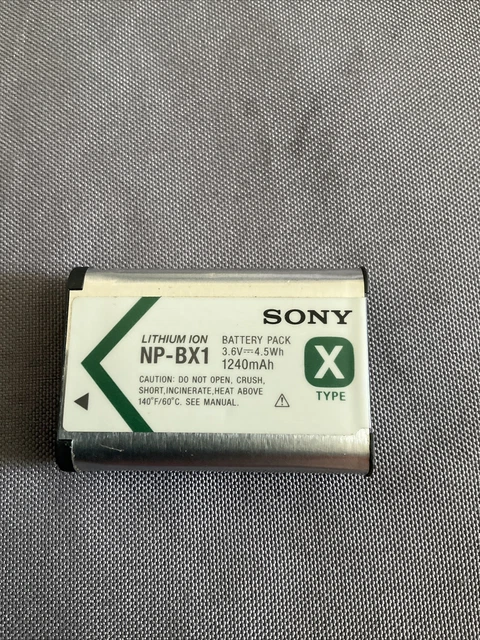 SONY
LITHIUM ION
NP-BX1
BATTERY PACK
3.6V⎓4.5Wh
1240mAh
X
TYPE
CAUTION: DO NOT OPEN, CRUSH,
SHORT,INCINERATE,HEAT ABOVE
140°F/60°C. SEE MANUAL.